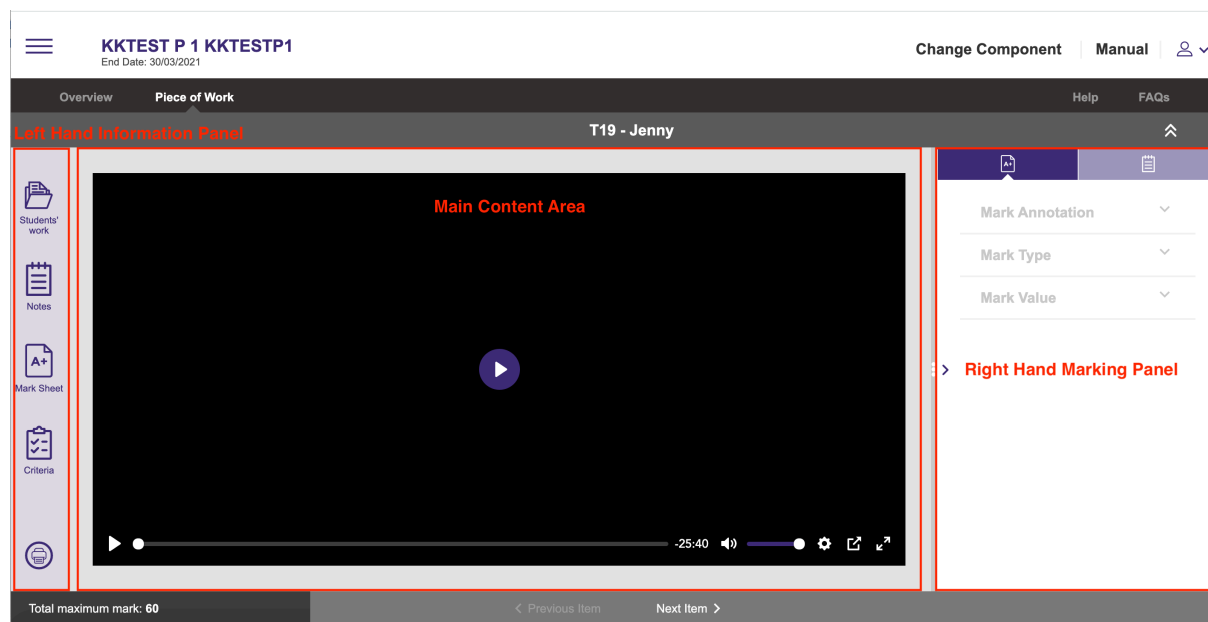 KKTEST P 1 KKTESTP1
End Date: 30/03/2021
Change Component
Manual
Overview
Piece of Work
Help
FAQs
Left Hand Information Panel
T19 - Jenny
Students'
work
Notes
A+
Mark Sheet
Criteria
Main Content Area
-25:40
A+
Mark Annotation
Mark Type
Mark Value
Right Hand Marking Panel
Total maximum mark: 60
Previous Item
Next Item